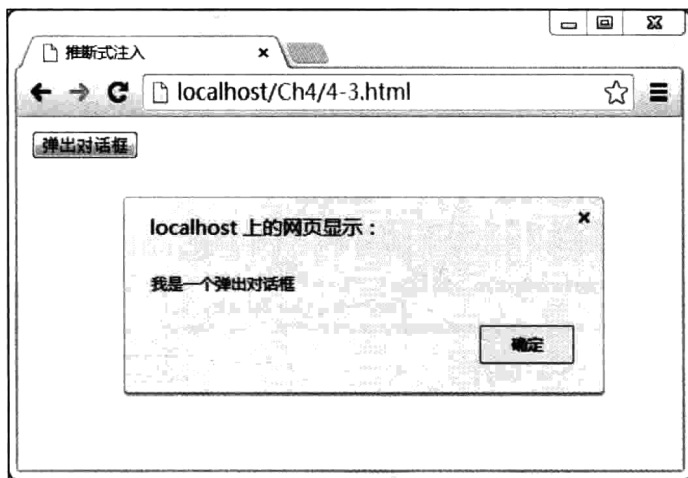 推断式注入
localhost/Ch4/4-3.html
弹出对话框
localhost 上的网页显示：
我是一个弹出对话框
确定